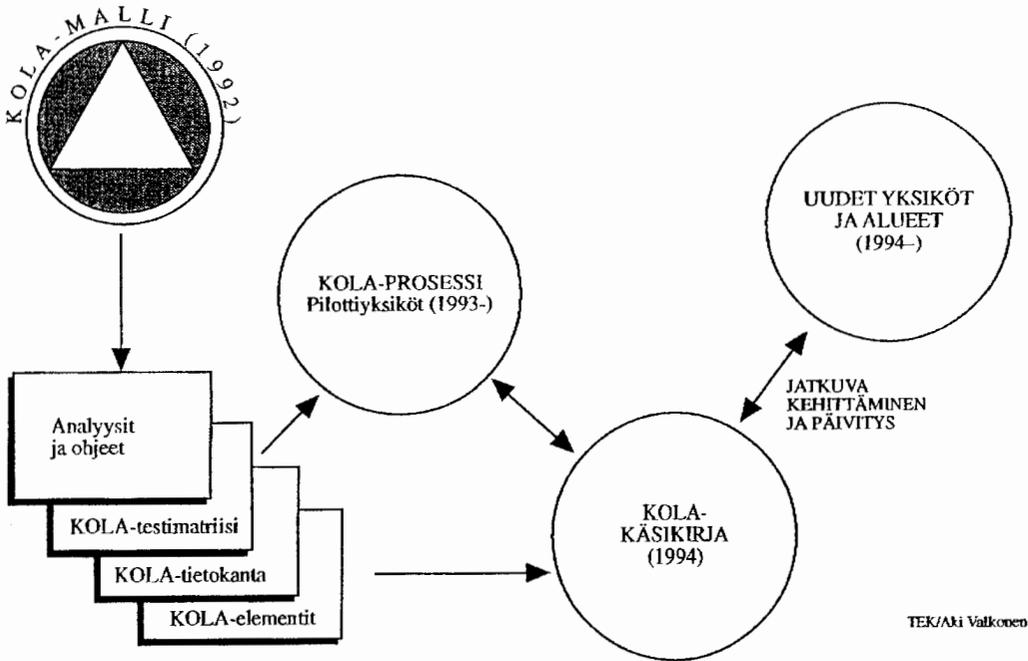 KOLA-MALLI (1992)
KOLA-PROSESSI
Pilottiyksiköt (1993-)
UUDET YKSIKÖT
JA ALUEET
(1994–)
JATKUVA
KEHITTÄMINEN
JA PÄIVITYS
Analyysit
ja ohjeet
KOLA-testimatriisi
KOLA-tietokanta
KOLA-elementit
KOLA-
KÄSIKIRJA
(1994)
TEK/Aki Valkonen